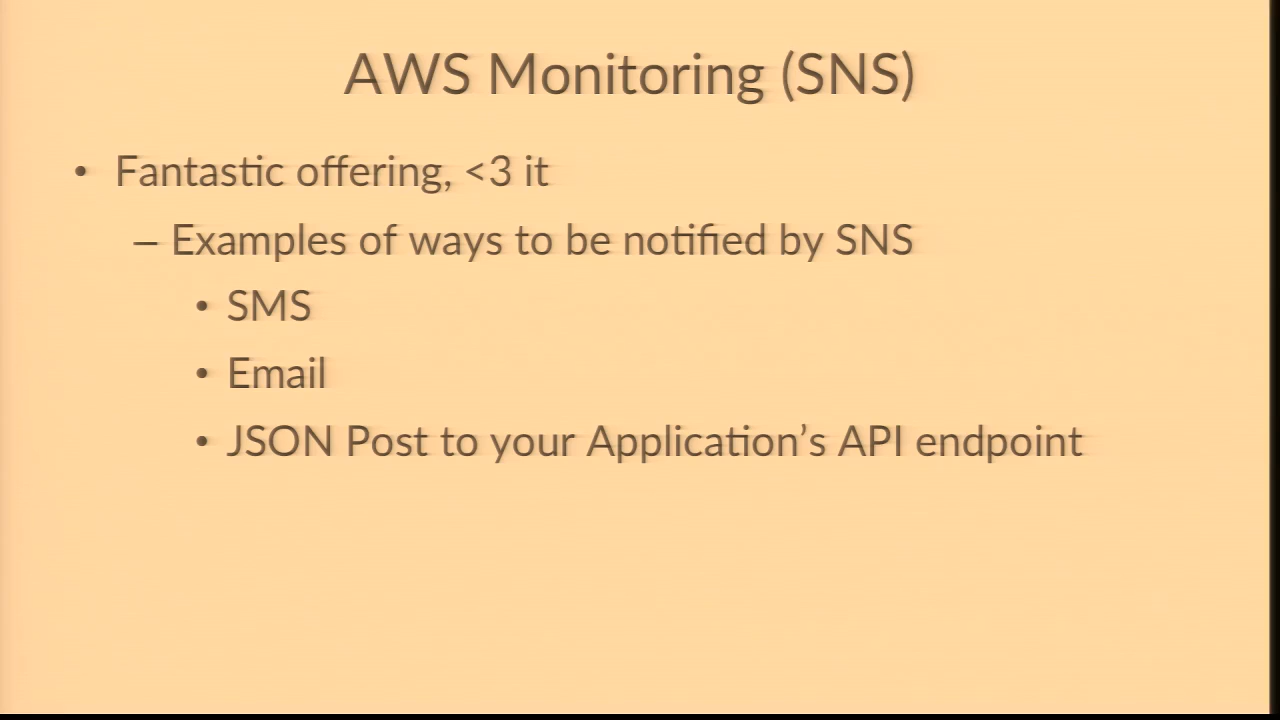 AWS Monitoring (SNS)
• Fantastic offering, <3 it
– Examples of ways to be notified by SNS
• SMS
• Email
• JSON Post to your Application’s API endpoint